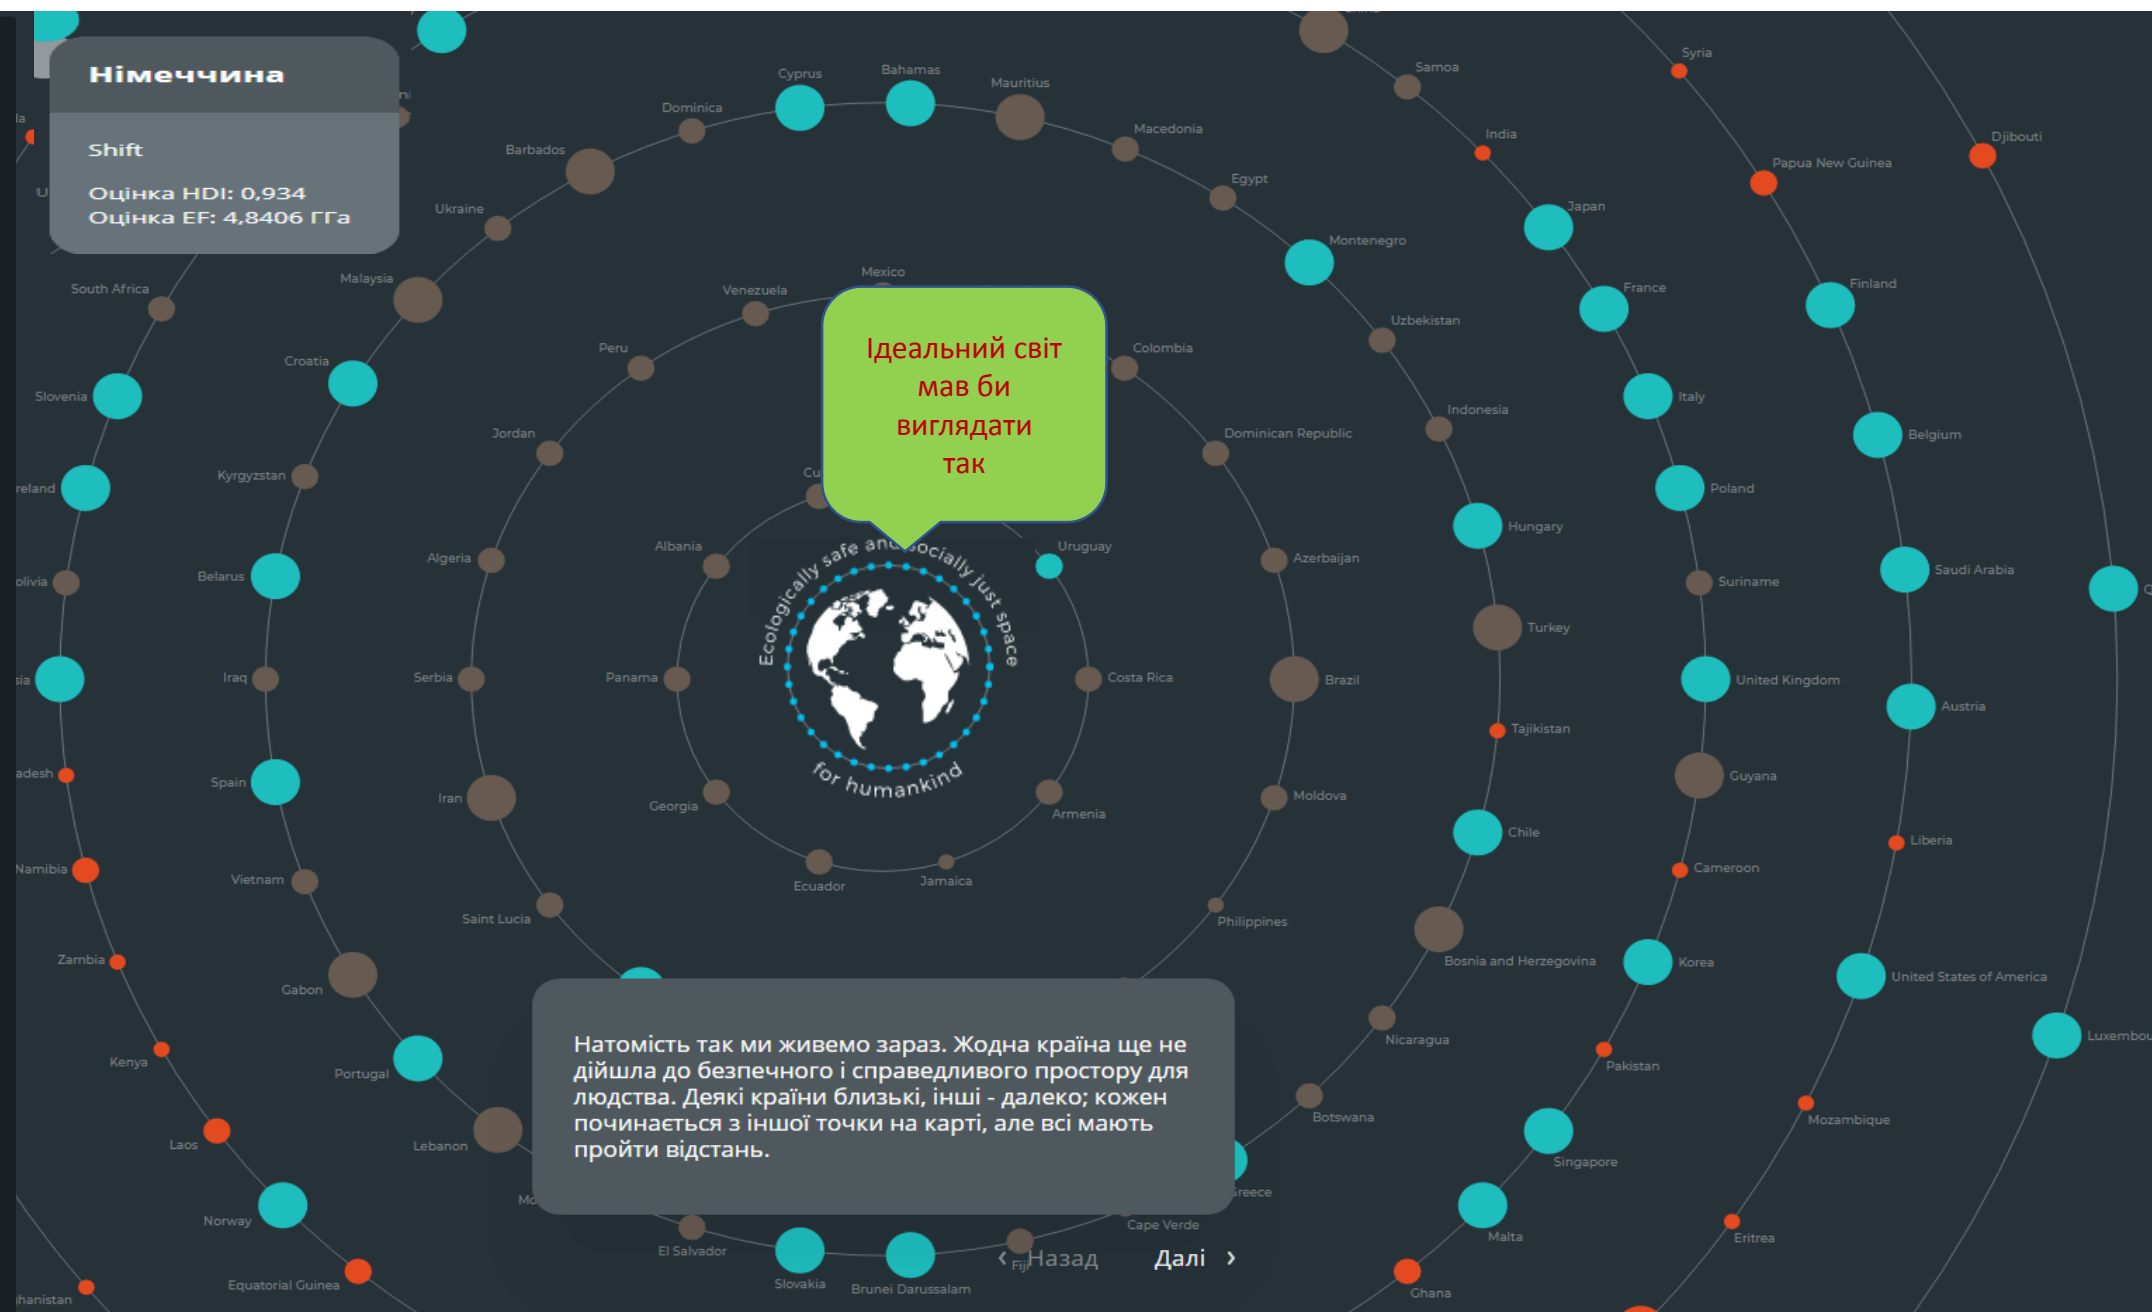 Німеччина
Shift
Оцінка HDI: 0,934
Оцінка EF: 4,8406 ГГа
Cyprus
Bahamas
Mauritius
Dominica
Macedonia
Barbados
Egypt
Ukraine
Montenegro
Malaysia
Samoa
Syria
India
Djibouti
Papua New Guinea
Japan
South Africa
Mexico
Venezuela
France
Finland
Uzbekistan
Peru
Colombia
Croatia
Ідеальний світ
мав би
виглядати
так
Slovenia
Italy
Indonesia
Jordan
Dominican Republic
Belgium
Kyrgyzstan
Poland
Hungary
Albania
Uruguay
Algeria
Azerbaijan
Belarus
Saudi Arabia
Suriname
Ecologically safe and socially just space
for humankind
Turkey
Iraq
Serbia
Panama
Costa Rica
Brazil
United Kingdom
Austria
Tajikistan
Spain
Iran
Georgia
Armenia
Moldova
Guyana
Chile
Liberia
Namibia
Vietnam
Ecuador
Jamaica
Cameroon
Saint Lucia
Philippines
Zambia
Gabon
Bosnia and Herzegovina
Korea
United States of America
Натомість так ми живемо зараз. Жодна країна ще не
дійшла до безпечного і справедливого простору для
людства. Деякі країни близькі, інші - далеко; кожен
починається з іншої точки на карті, але всі мають
пройти відстань.
Nicaragua
Kenya
Portugal
Pakistan
Botswana
Mozambique
Laos
Lebanon
Singapore
Norway
Cape Verde
El Salvador
Malta
Eritrea
Fiji
Назад
Далі
Equatorial Guinea
Slovakia
Brunei Darussalam
Ghana